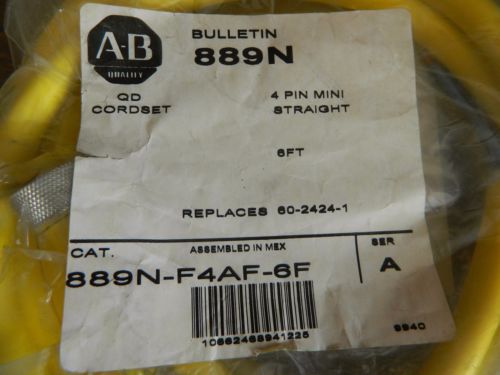 A-B
QUALITY
BULLETIN
889N
QD
CORDSET
4 PIN MINI
STRAIGHT
6FT
REPLACES 60-2424-1
CAT.
ASSEMBLED IN MEX
SER
889N-F4AF-6F
A
10662468941225
9940